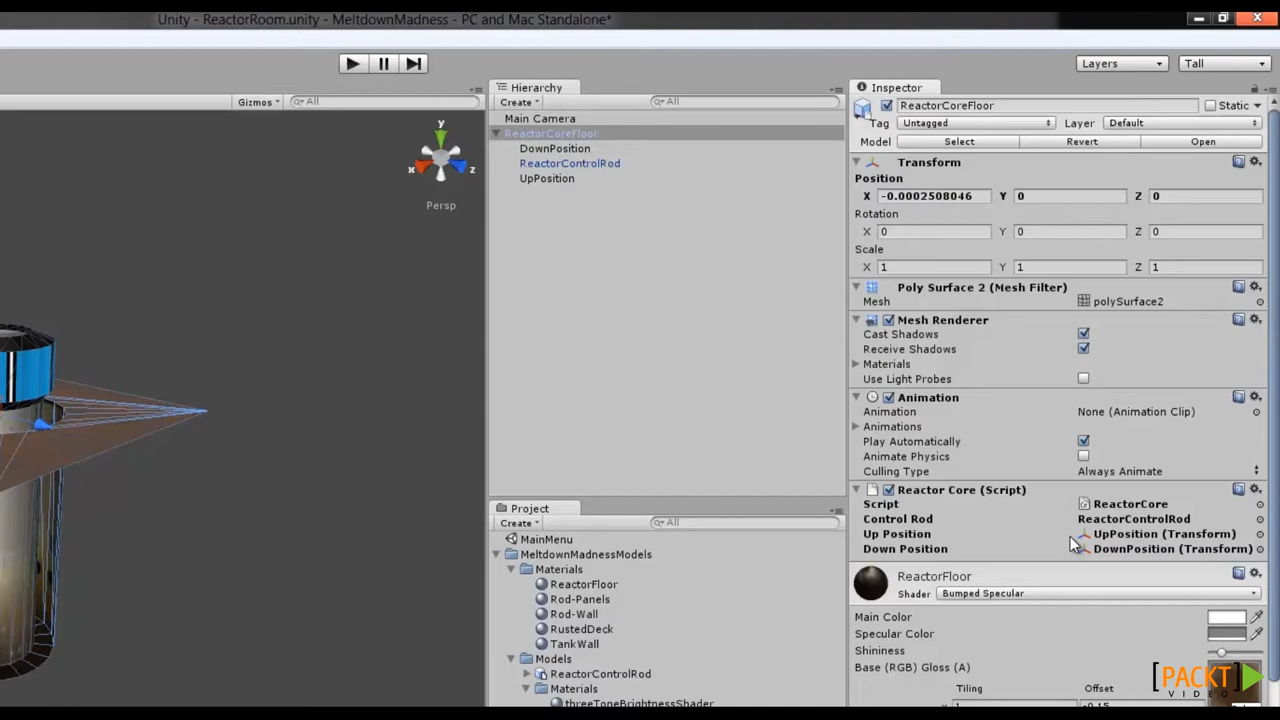 Unity - ReactorRoom.unity - MeltdownMadness - PC and Mac Standalone*
Layers
Tall
Gizmos
All
y
x
z
Persp
Hierarchy
Create
All
Main Camera
ReactorCoreFloor
DownPosition
ReactorControlRod
UpPosition
Project
Create
All
MainMenu
MeltdownMadnessModels
Materials
ReactorFloor
Rod-Panels
Rod-Wall
RustedDeck
TankWall
Models
ReactorControlRod
Materials
threeToneBrightnessShader
Inspector
ReactorCoreFloor Static
Tag Untagged Layer Default
Model Select Revert Open
Transform
Position
X -0.0002508046 Y 0 Z 0
Rotation
X 0 Y 0 Z 0
Scale
X 1 Y 1 Z 1
Poly Surface 2 (Mesh Filter)
Mesh polySurface2
Mesh Renderer
Cast Shadows
Receive Shadows
Materials
Use Light Probes
Animation
Animation None (Animation Clip)
Animations
Play Automatically
Animate Physics
Culling Type Always Animate
Reactor Core (Script)
Script ReactorCore
Control Rod ReactorControlRod
Up Position UpPosition (Transform)
Down Position DownPosition (Transform)
ReactorFloor
Shader Bumped Specular
Main Color
Specular Color
Shininess
Base (RGB) Gloss (A)
Tiling Offset
x 1 -0.15
[PACKT]
VIDEO